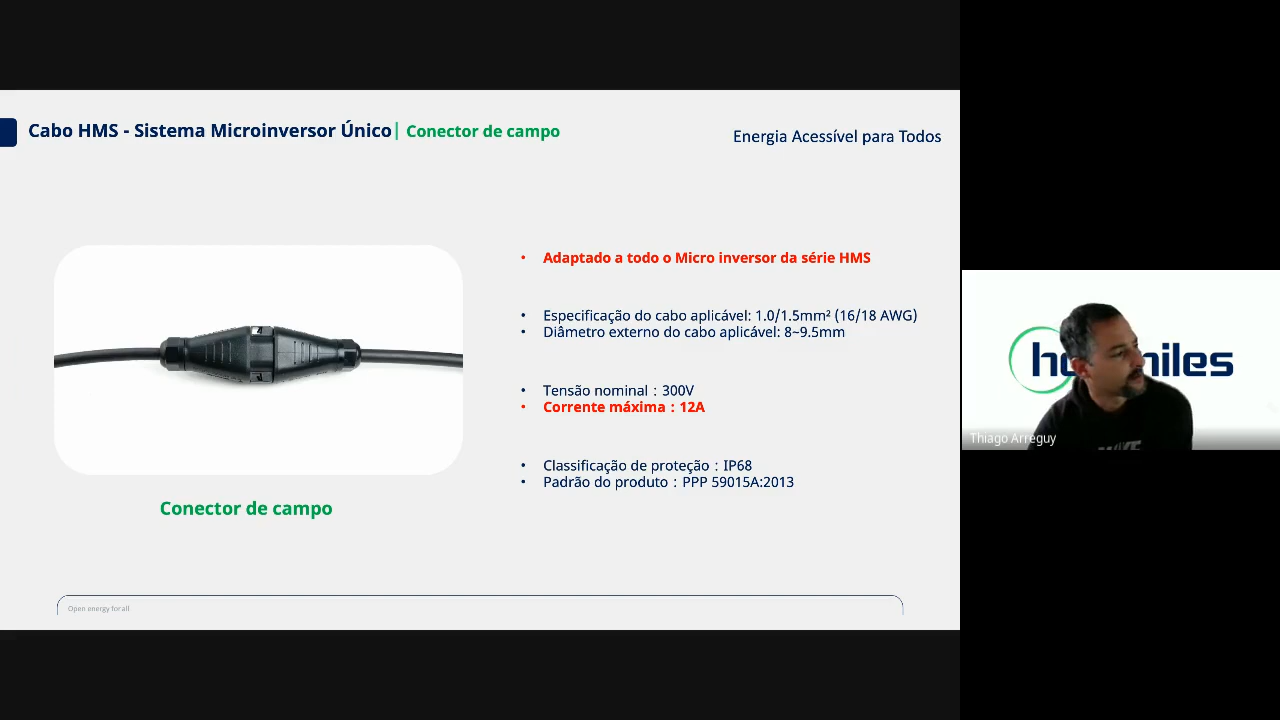 Cabo HMS - Sistema Microinversor Único| Conector de campo
Energia Acessível para Todos
• Adaptado a todo o Micro inversor da série HMS
• Especificação do cabo aplicável: 1.0/1.5mm² (16/18 AWG)
• Diâmetro externo do cabo aplicável: 8~9.5mm
• Tensão nominal：300V
• Corrente máxima：12A
• Classificação de proteção：IP68
• Padrão do produto：PPP 59015A:2013
Conector de campo
Open energy for all
Thiago Arreguy